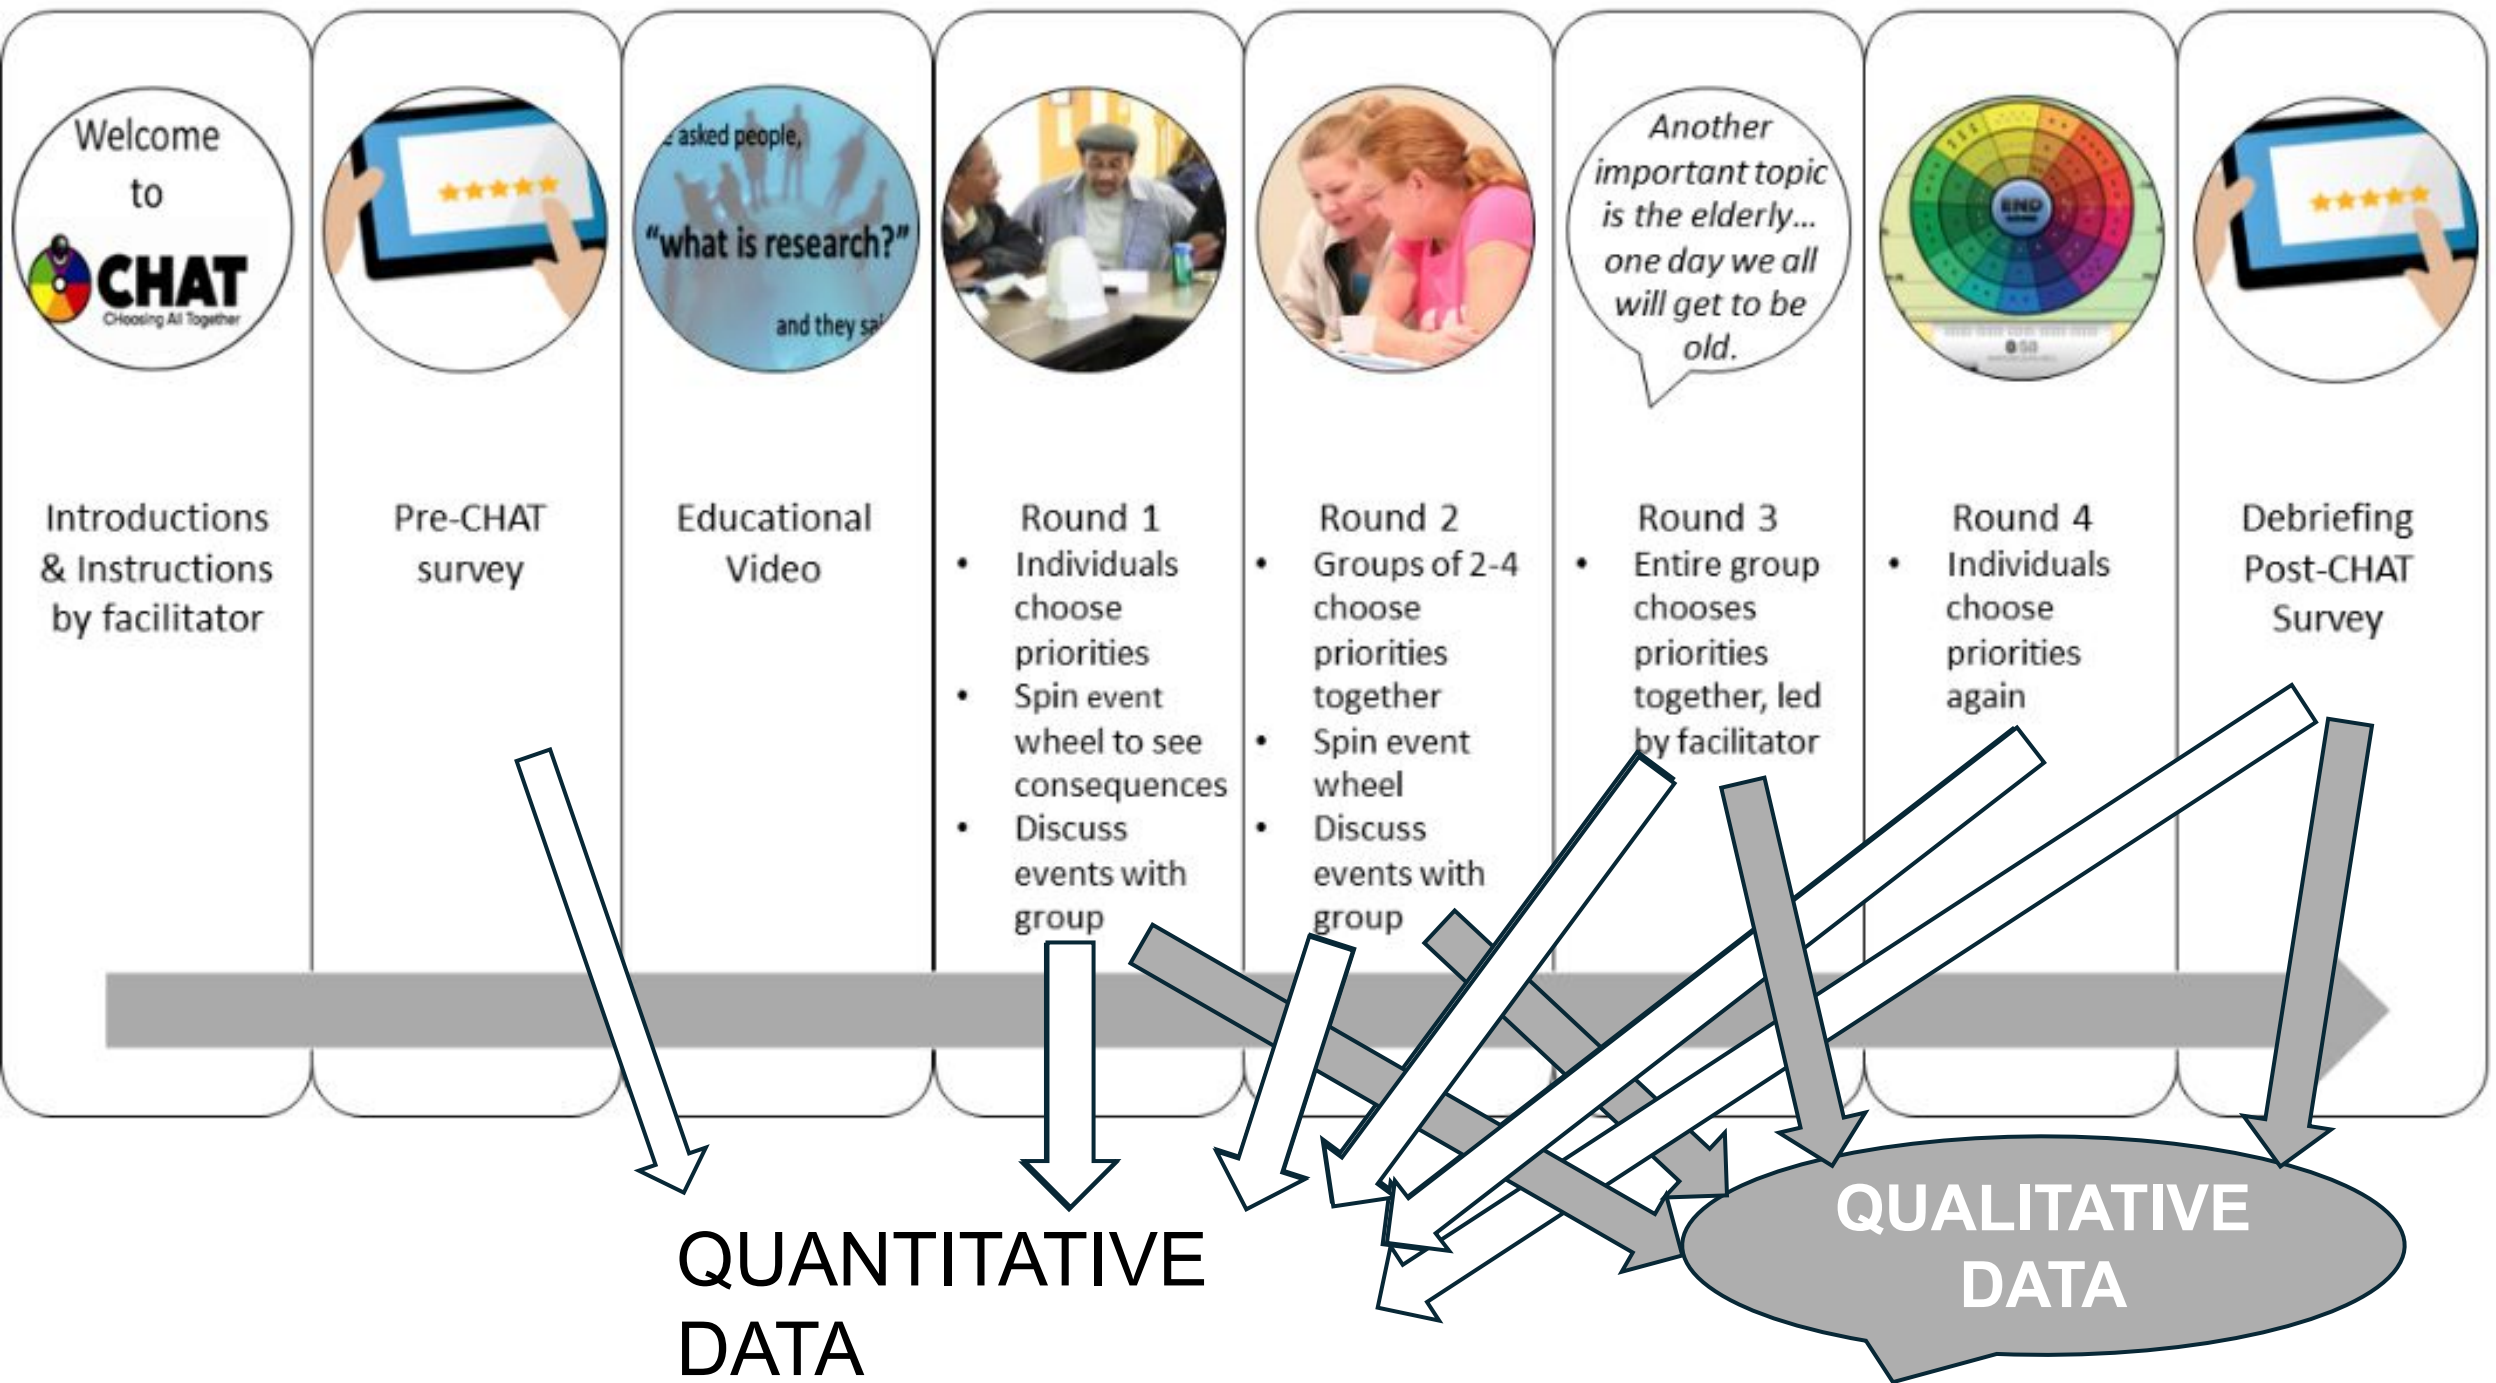 Welcome
to
CHAT
CHoosing All Together
asked people,
"what is research?"
and they sai
Another
important topic
is the elderly...
one day we all
will get to be
old.
END
Introductions
& Instructions
by facilitator
Pre-CHAT
survey
Educational
Video
Round 1
• Individuals
choose
priorities
• Spin event
wheel to see
consequences
• Discuss
events with
group
Round 2
• Groups of 2-4
choose
priorities
together
• Spin event
wheel
• Discuss
events with
group
Round 3
• Entire group
chooses
priorities
together, led
by facilitator
Round 4
• Individuals
choose
priorities
again
Debriefing
Post-CHAT
Survey
QUANTITATIVE
DATA
QUALITATIVE
DATA